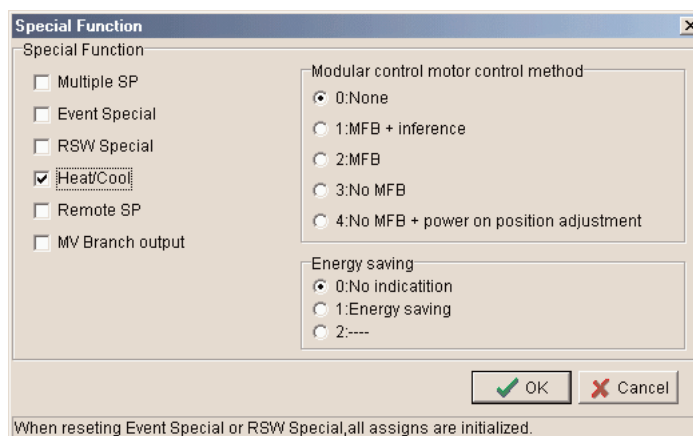 Special Function
Special Function
Multiple SP
Event Special
RSW Special
Heat/Cool
Remote SP
MV Branch output
Modular control motor control method
0:None
1:MFB + inference
2:MFB
3:No MFB
4:No MFB + power on position adjustment
Energy saving
0:No indicatition
1:Energy saving
2:----
OK
Cancel
When reseting Event Special or RSW Special,all assigns are initialized.